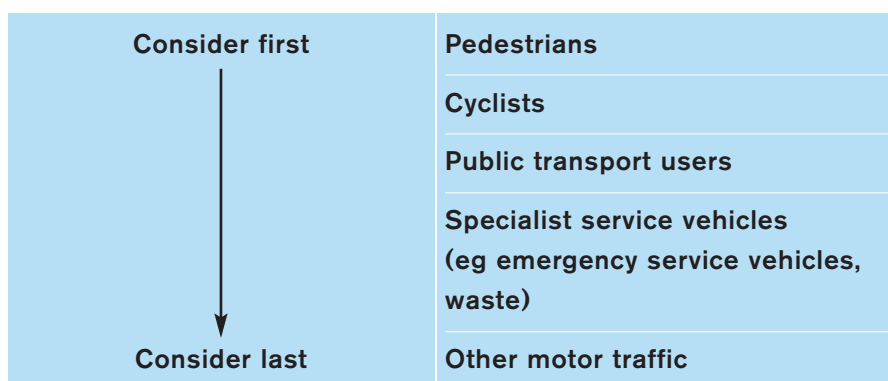 Consider first
Pedestrians
Cyclists
Public transport users
Specialist service vehicles
(eg emergency service vehicles,
waste)
Consider last
Other motor traffic